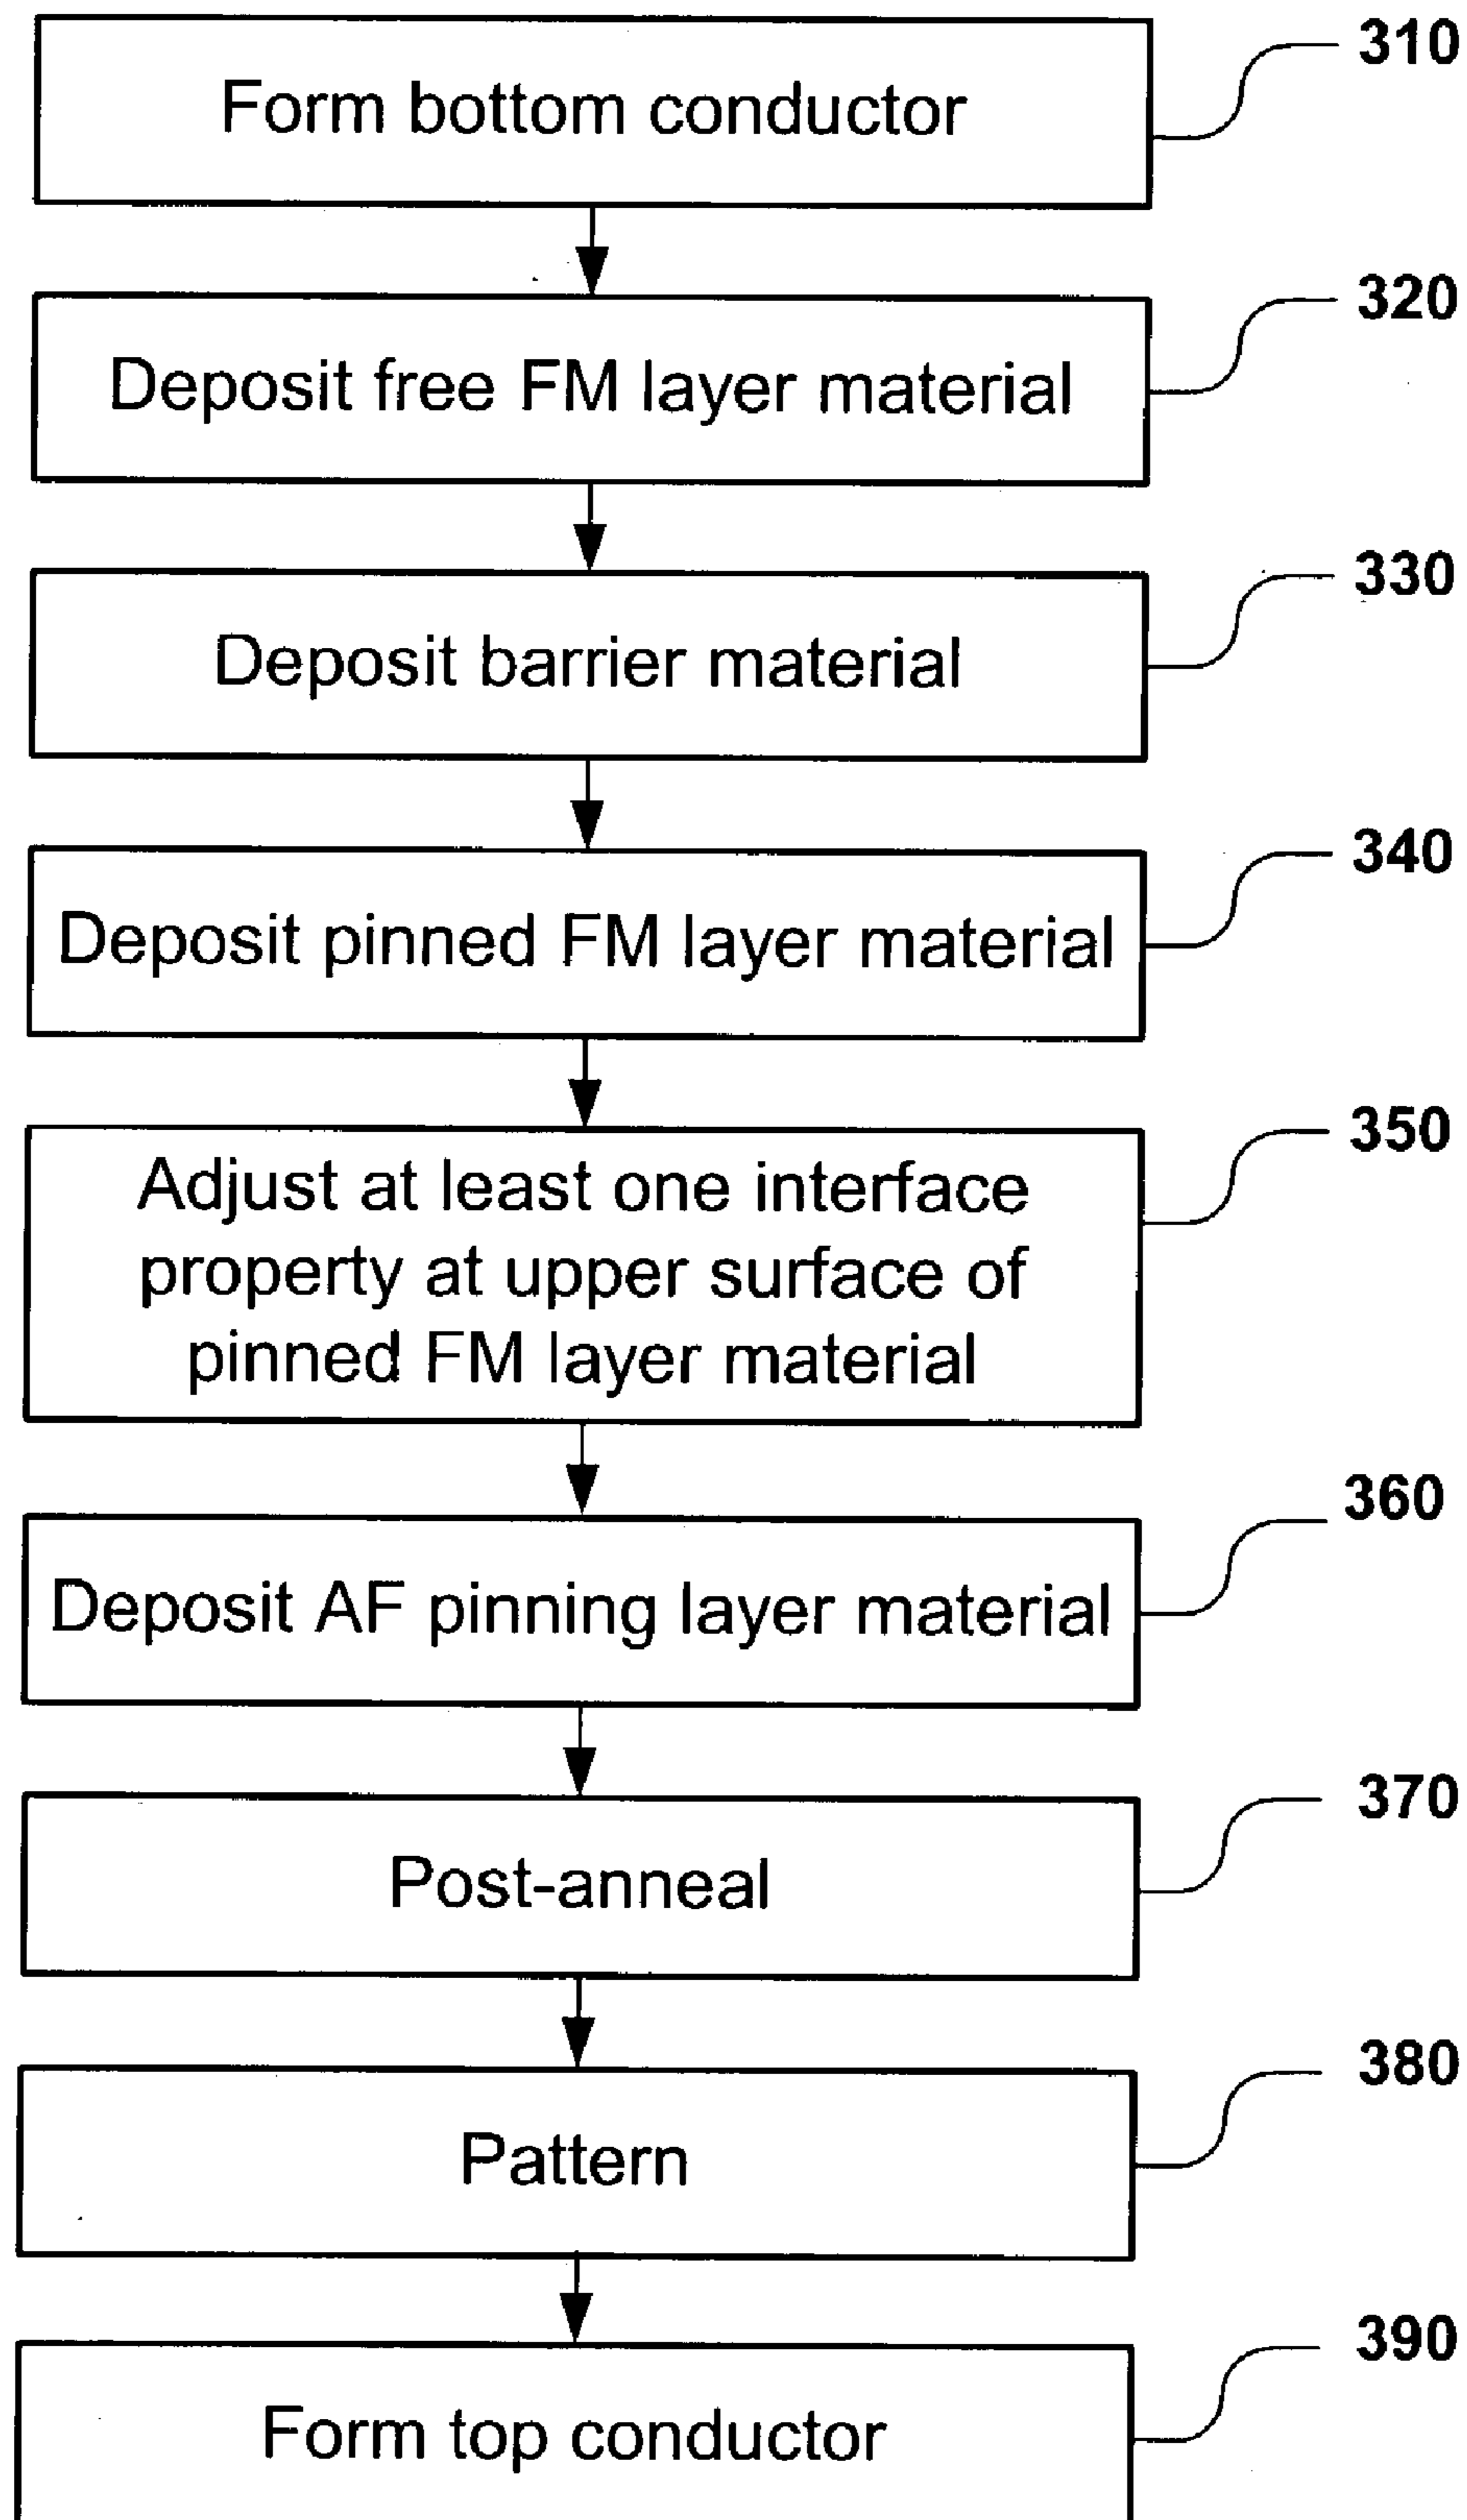 Form bottom conductor
310
Deposit free FM layer material
320
Deposit barrier material
330
Deposit pinned FM layer material
340
Adjust at least one interface
property at upper surface of
pinned FM layer material
350
Deposit AF pinning layer material
360
Post-anneal
370
Pattern
380
Form top conductor
390